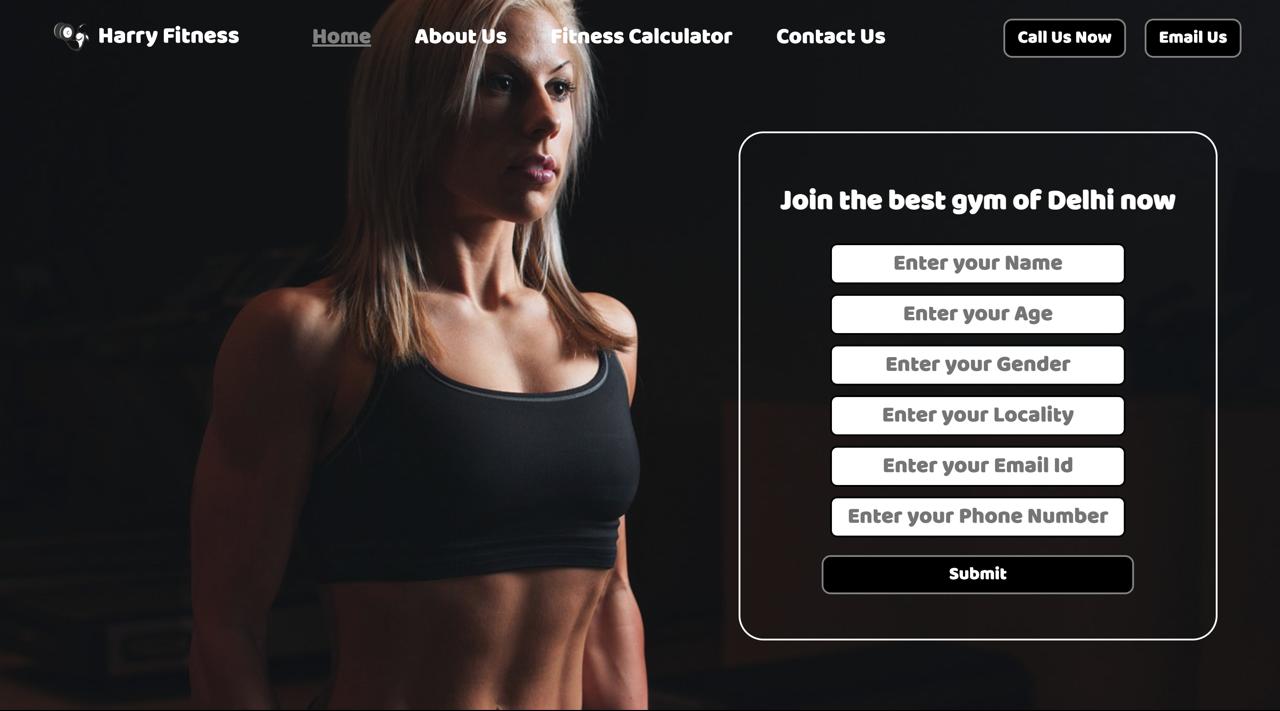 Harry Fitness
Home
About Us
Fitness Calculator
Contact Us
Call Us Now
Email Us
Join the best gym of Delhi now
Enter your Name
Enter your Age
Enter your Gender
Enter your Locality
Enter your Email Id
Enter your Phone Number
Submit